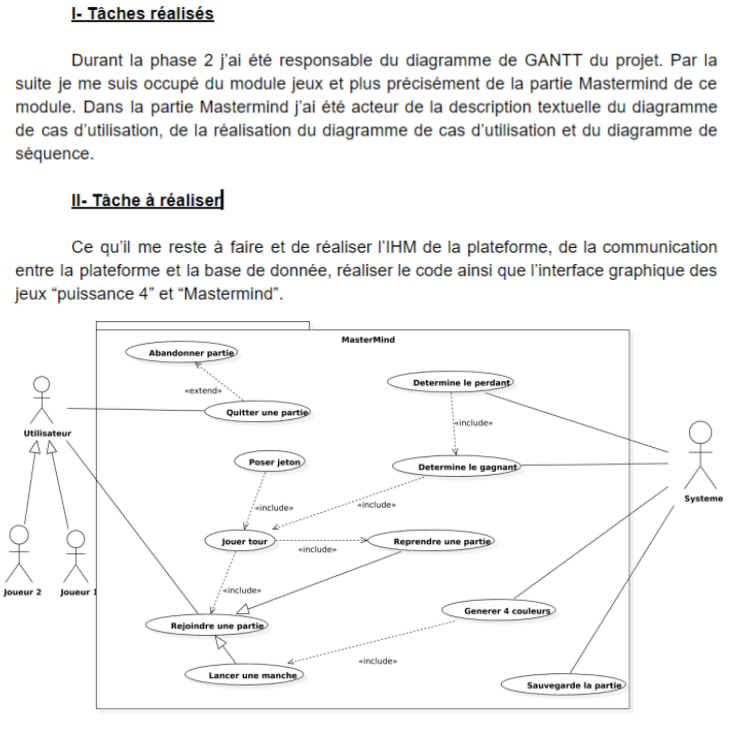 I- Tâches réalisés
Durant la phase 2 j'ai été responsable du diagramme de GANTT du projet. Par la
suite je me suis occupé du module jeux et plus précisément de la partie Mastermind de ce
module. Dans la partie Mastermind j'ai été acteur de la description textuelle du diagramme
de cas d'utilisation, de la réalisation du diagramme de cas d'utilisation et du diagramme de
séquence.
II- Tâche à réaliser
Ce qu'il me reste à faire et de réaliser l'IHM de la plateforme, de la communication
entre la plateforme et la base de donnée, réaliser le code ainsi que l'interface graphique des
jeux "puissance 4" et "Mastermind".
MasterMind
Abandonner partie
«extend»
Quitter une partie
Determine le perdant
«include»
Utilisateur
Poser jeton
Determine le gagnant
Systeme
«include»
«include»
Jouer tour
«include»
Reprendre une partie
Joueur 2
Joueur 1
«include»
Rejoindre une partie
Generer 4 couleurs
«include»
Lancer une manche
Sauvegarde la partie